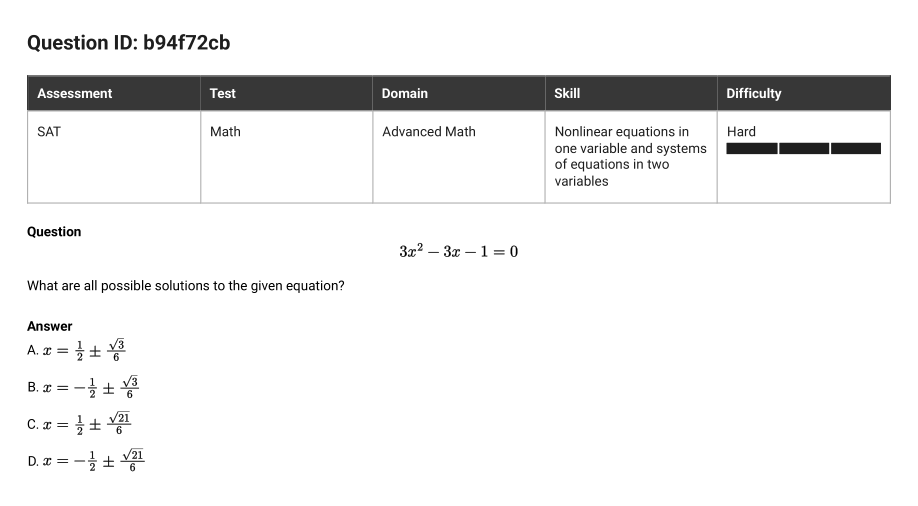 Question ID: b94f72cb
Assessment Test Domain Skill Difficulty
SAT Math Advanced Math Nonlinear equations in one variable and systems of equations in two variables Hard
Question
3x² − 3x − 1 = 0
What are all possible solutions to the given equation?
Answer
A. x = 1/2 ± √3/6
B. x = −1/2 ± √3/6
C. x = 1/2 ± √21/6
D. x = −1/2 ± √21/6